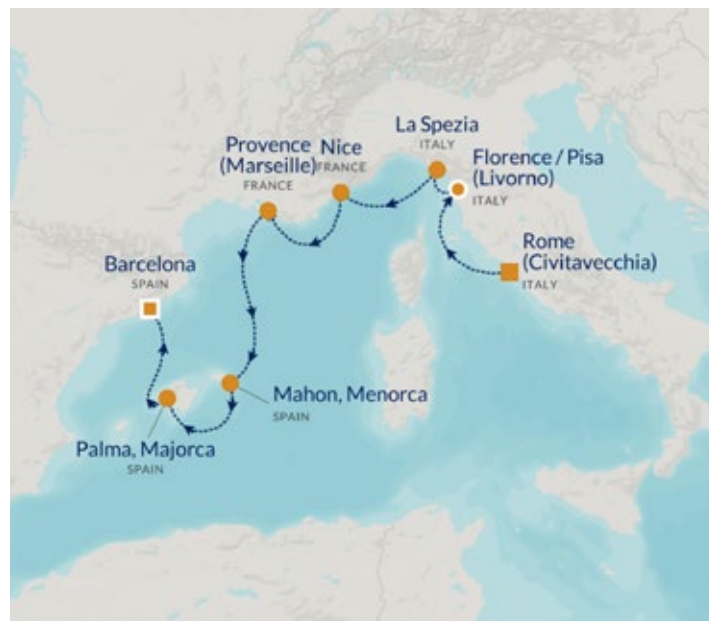 La Spezia
ITALY
Provence
(Marseille)
FRANCE
Nice
FRANCE
Florence / Pisa
(Livorno)
ITALY
Rome
(Civitavecchia)
ITALY
Barcelona
SPAIN
Mahon, Menorca
SPAIN
Palma, Majorca
SPAIN